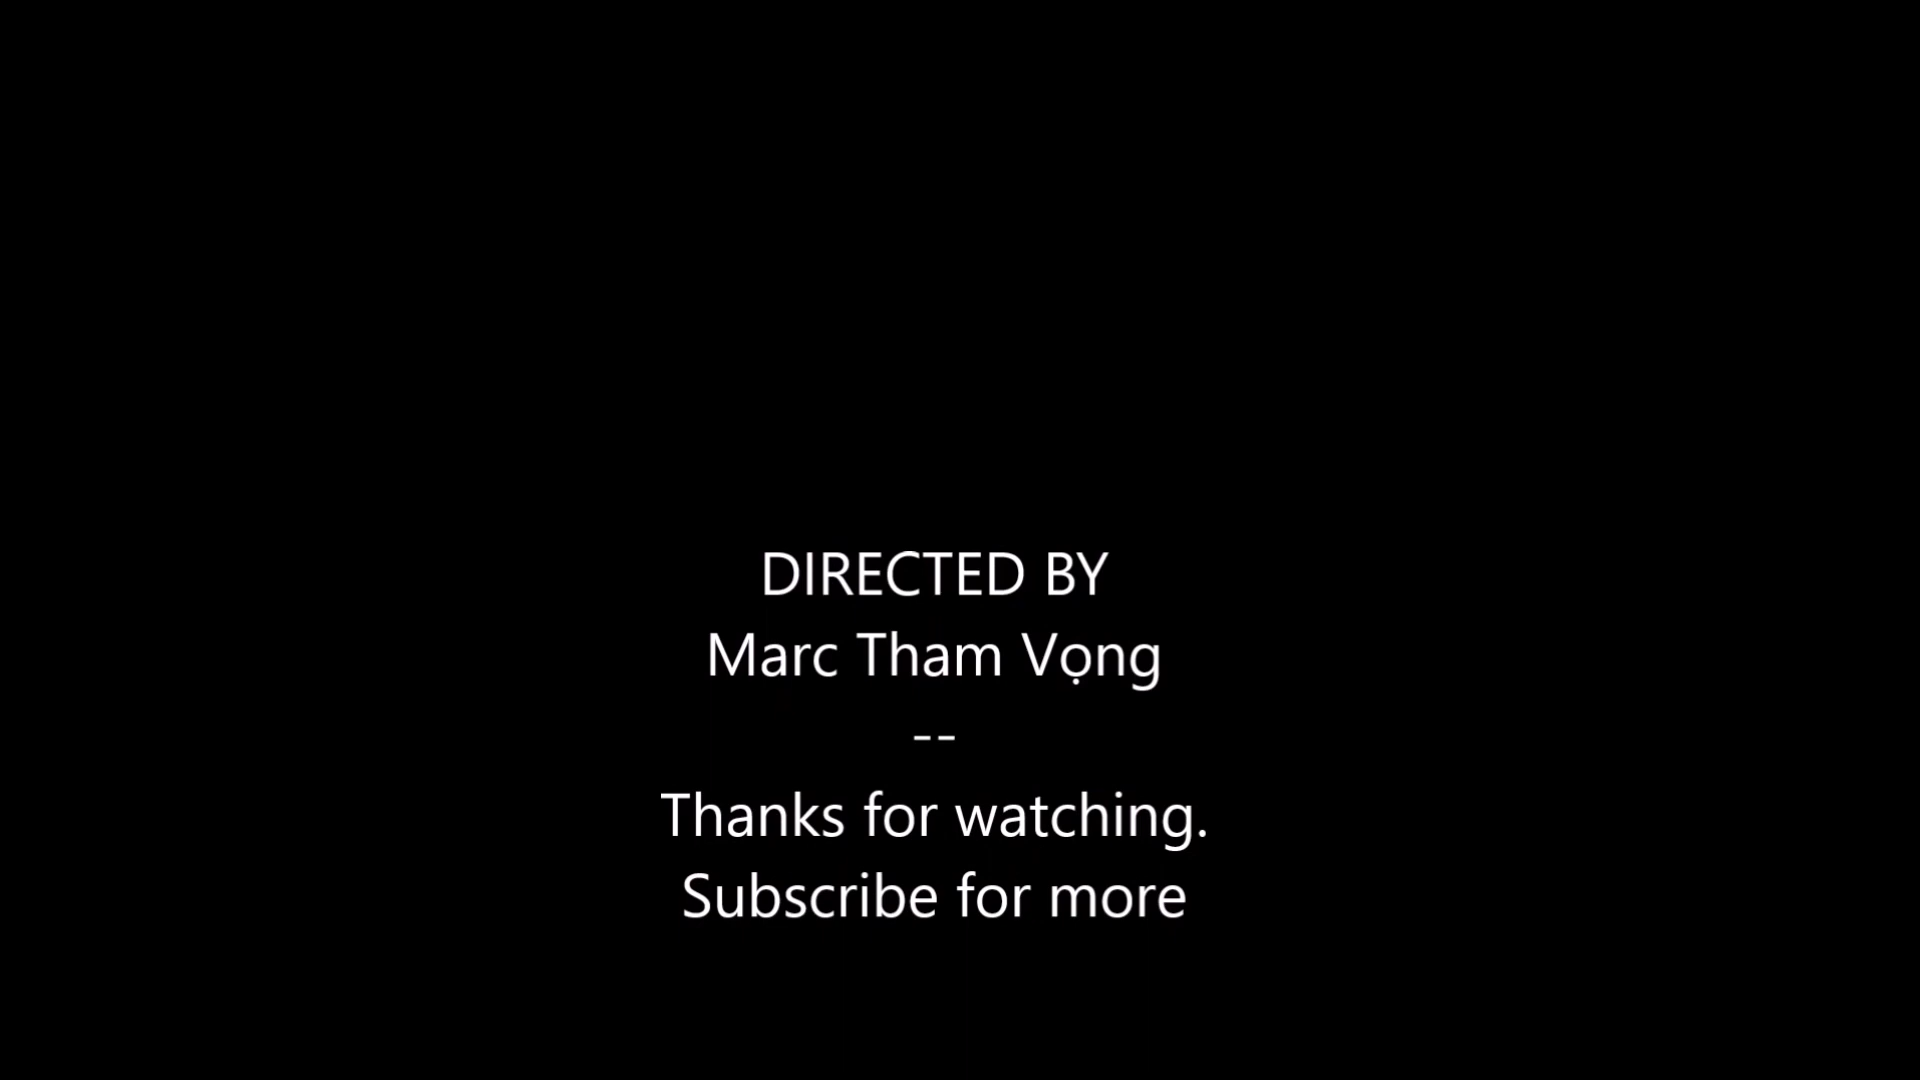 DIRECTED BY
Marc Tham Vọng
--
Thanks for watching.
Subscribe for more